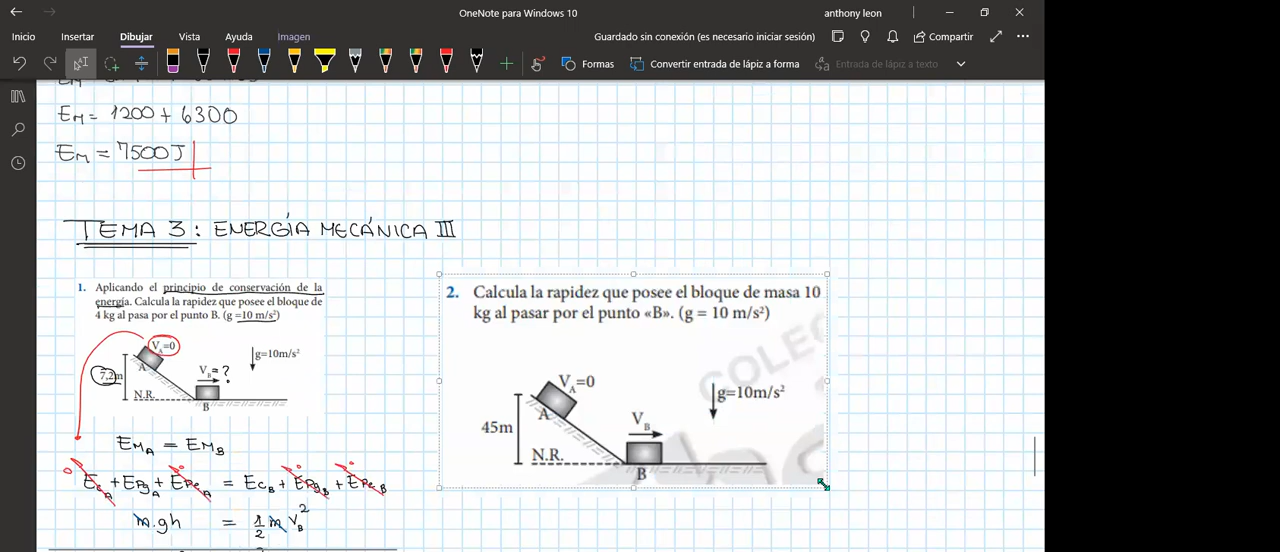 OneNote para Windows 10
anthony leon
Inicio Insertar Dibujar Vista Ayuda Imagen
Guardado sin conexión (es necesario iniciar sesión)
Compartir
Formas
Convertir entrada de lápiz a forma
Entrada de lápiz a texto
EM = 1200 + 6300
EM = 7500J
TEMA 3: ENERGÍA MECÁNICA III
1. Aplicando el principio de conservación de la
energía. Calcula la rapidez que posee el bloque de
4 kg al pasa por el punto B. (g = 10 m/s²)
VA=0
A
7,2m
VB = ?
g=10m/s²
N.R.
B
EMA = EMB
EcA + EPgA + EPeA = EcB + EPgB + EPeB
m.gh = 1/2 m VB²
2. Calcula la rapidez que posee el bloque de masa 10
kg al pasar por el punto «B». (g = 10 m/s²)
VA=0
A
45m
VB
g=10m/s²
N.R.
B
COLEG